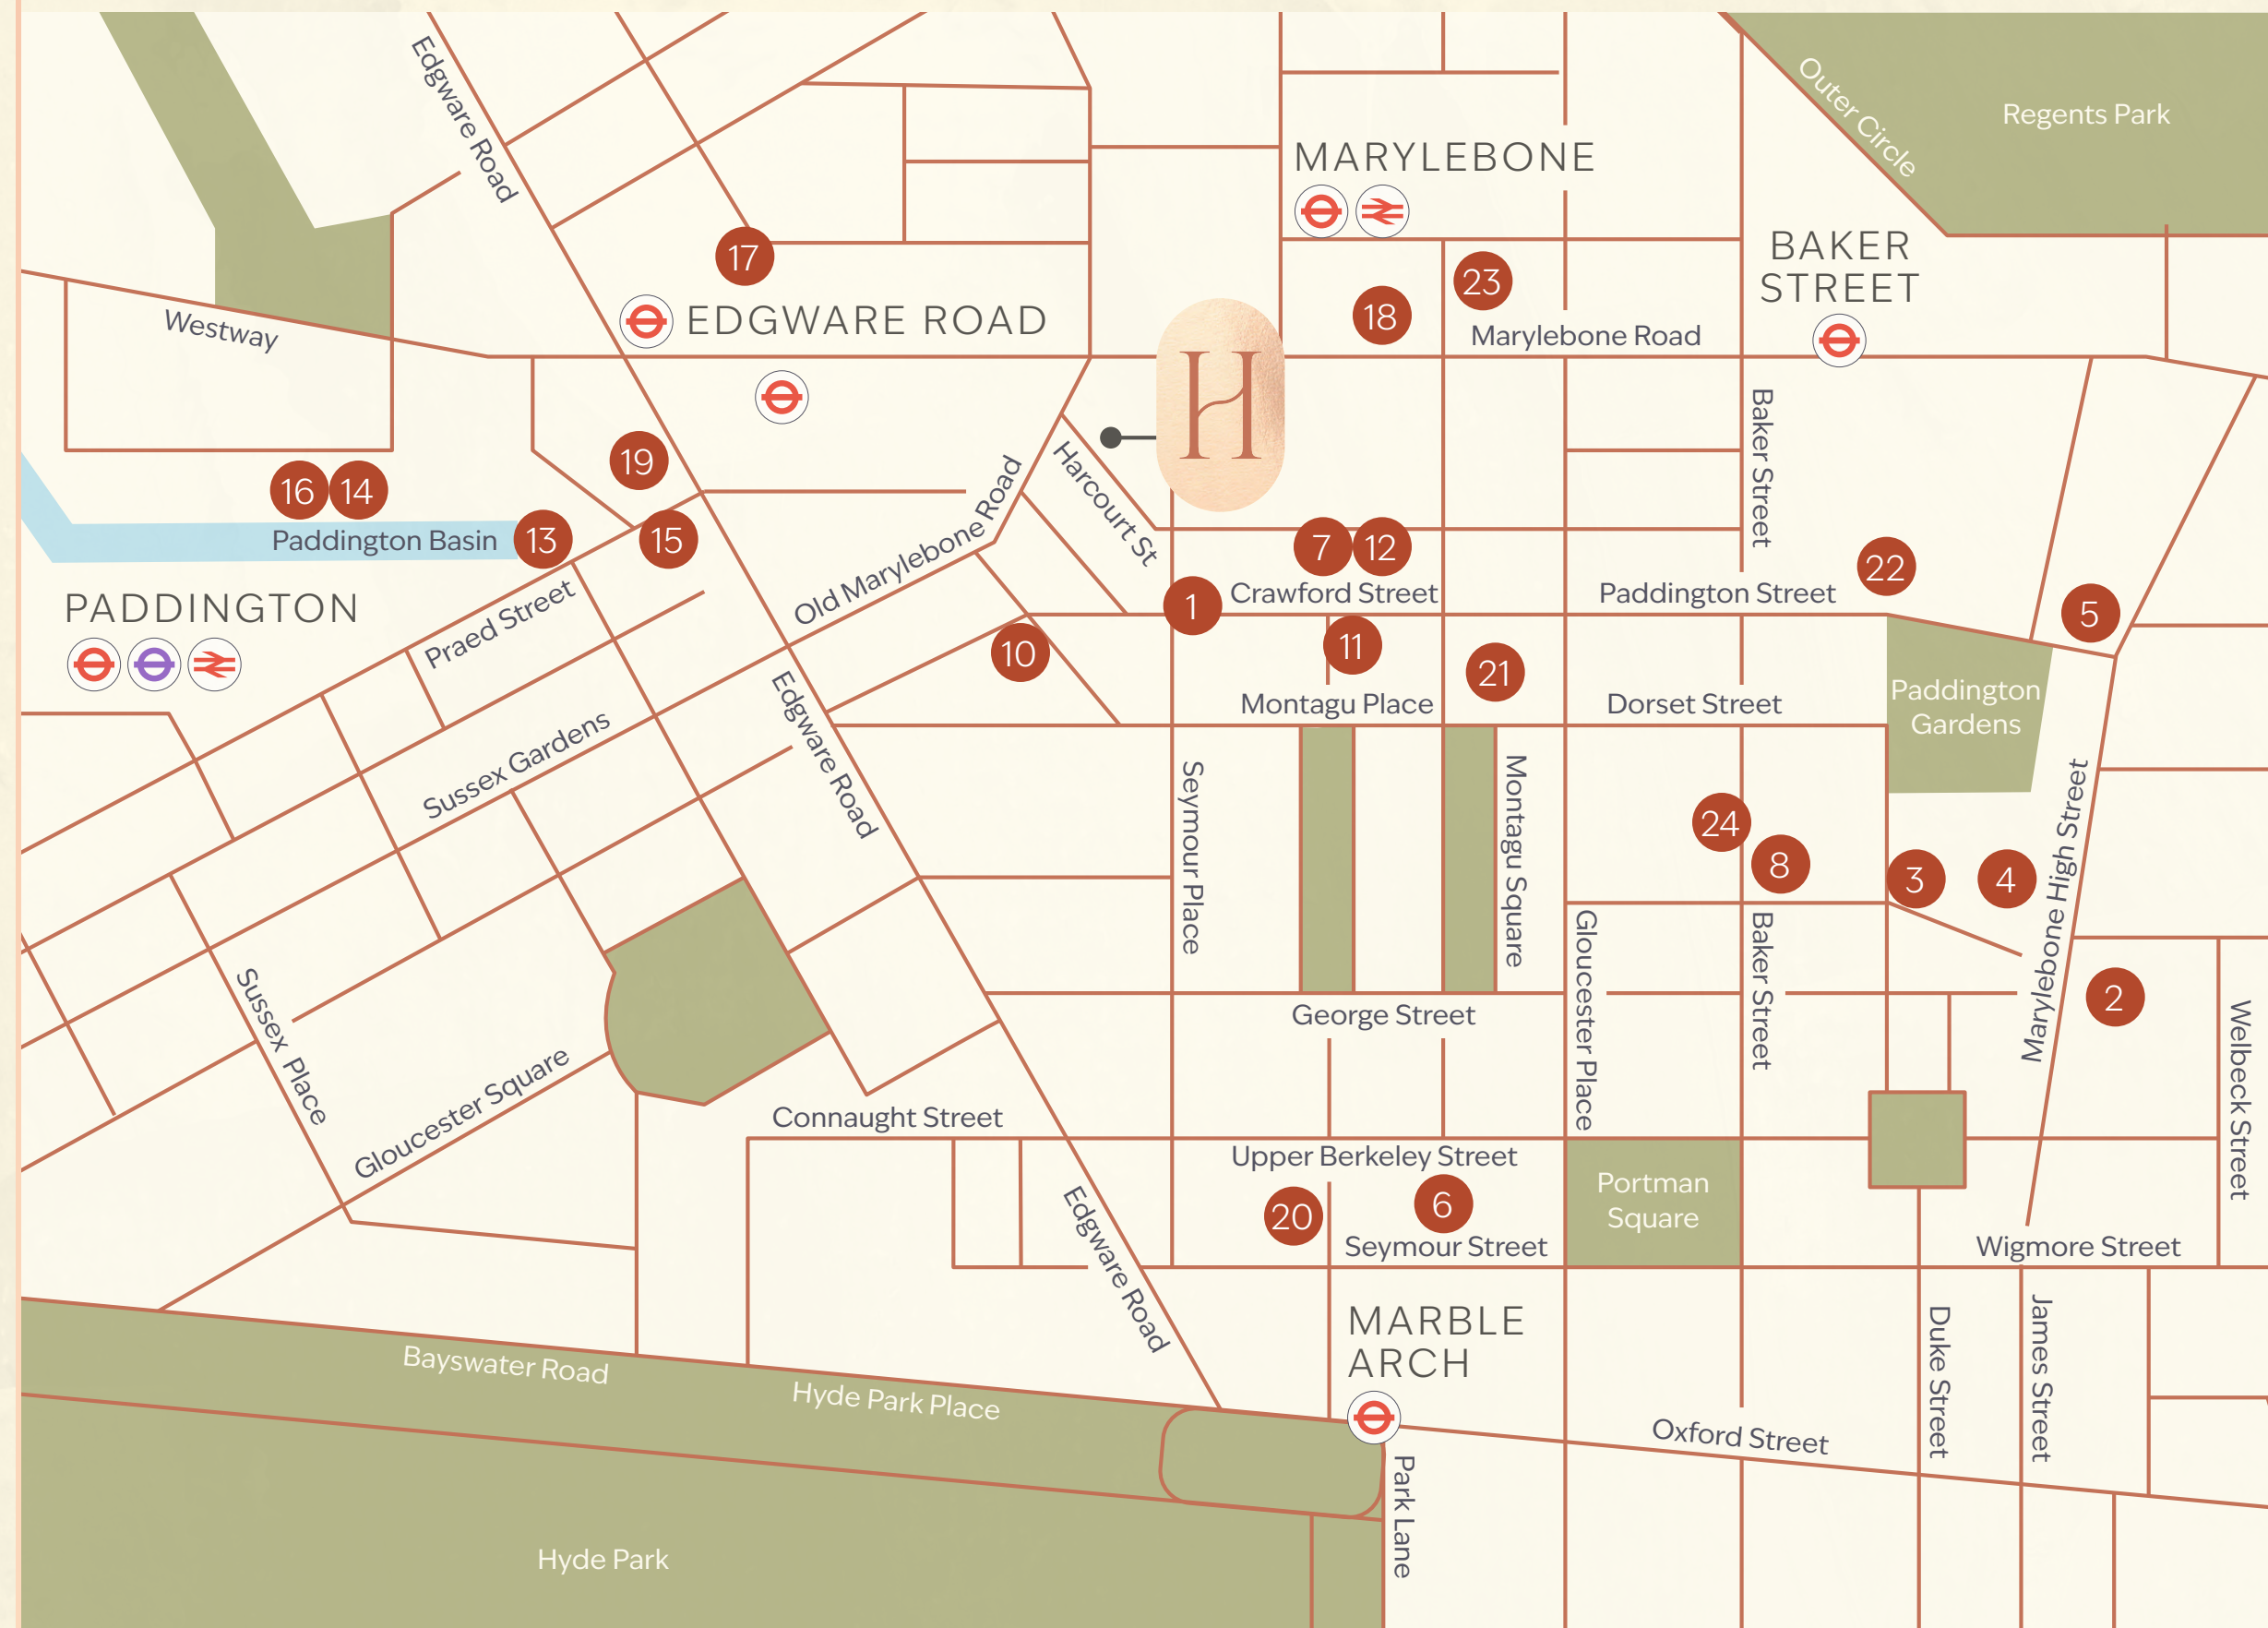 Edgware Road
Outer Circle
Regents Park
MARYLEBONE
BAKER
STREET
17
23
18
EDGWARE ROAD
Westway
Marylebone Road
H
Baker Street
19
16
14
Harcourt St
Paddington Basin
13
15
Old Marylebone Road
7
12
22
1
Crawford Street
Paddington Street
5
PADDINGTON
Praed Street
10
11
21
Paddington
Gardens
Montagu Place
Dorset Street
Edgware Road
Sussex Gardens
Seymour Place
Montagu Square
24
8
3
4
Marylebone High Street
Gloucester Place
Baker Street
2
Sussex Place
George Street
Welbeck Street
Gloucester Square
Connaught Street
Upper Berkeley Street
20
6
Portman
Square
Seymour Street
Wigmore Street
Edgware Road
MARBLE
ARCH
Duke Street
James Street
Bayswater Road
Hyde Park Place
Oxford Street
Park Lane
Hyde Park